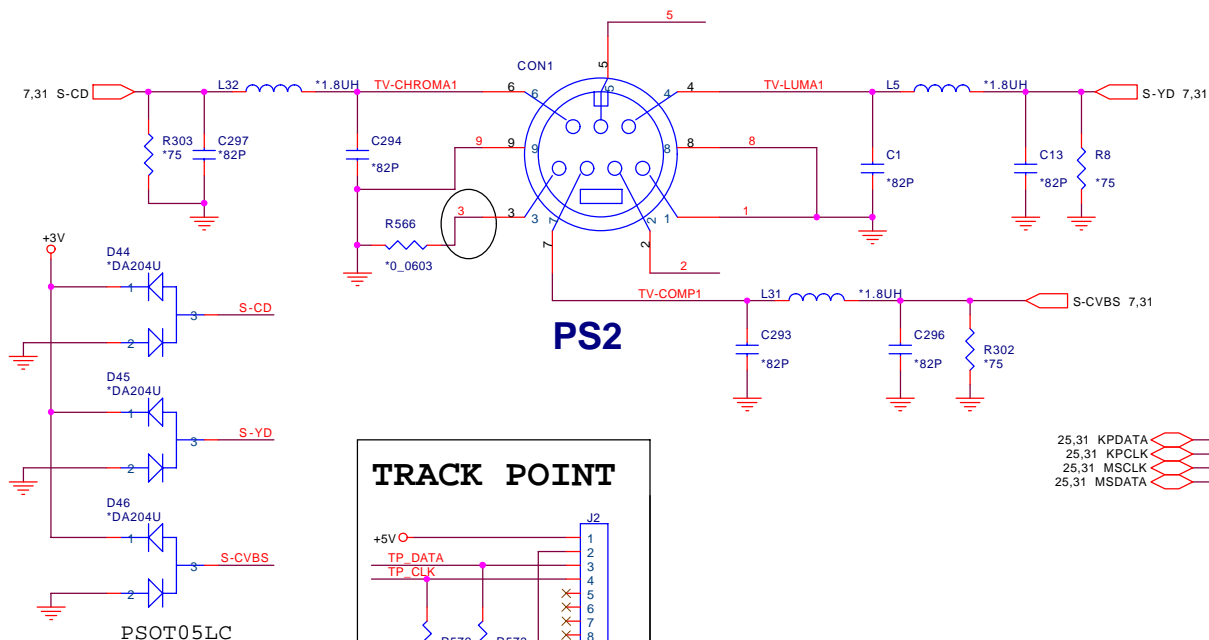 5
CON1
5
5
7,31 S-CD
L32
*1.8UH
TV-CHROMA1
6
6
4
4
TV-LUMA1
L5
*1.8UH
S-YD 7,31
R303
*75
C297
*82P
C294
*82P
9
9
9
8
8
8
C1
*82P
C13
*82P
R8
*75
3
3
3
7
2
1
1
1
R566
*0_0603
7
2
2
+3V
D44
*DA204U
1
3
S-CD
2
TV-COMP1
L31
*1.8UH
S-CVBS 7,31
PS2
C293
*82P
C296
*82P
R302
*75
D45
*DA204U
1
3
S-YD
2
25,31 KPDATA
25,31 KPCLK
25,31 MSCLK
25,31 MSDATA
TRACK POINT
D46
*DA204U
1
3
S-CVBS
2
PSOT05LC
J2
+5V
1
2
TP_DATA
3
TP_CLK
4
5
6
7
8